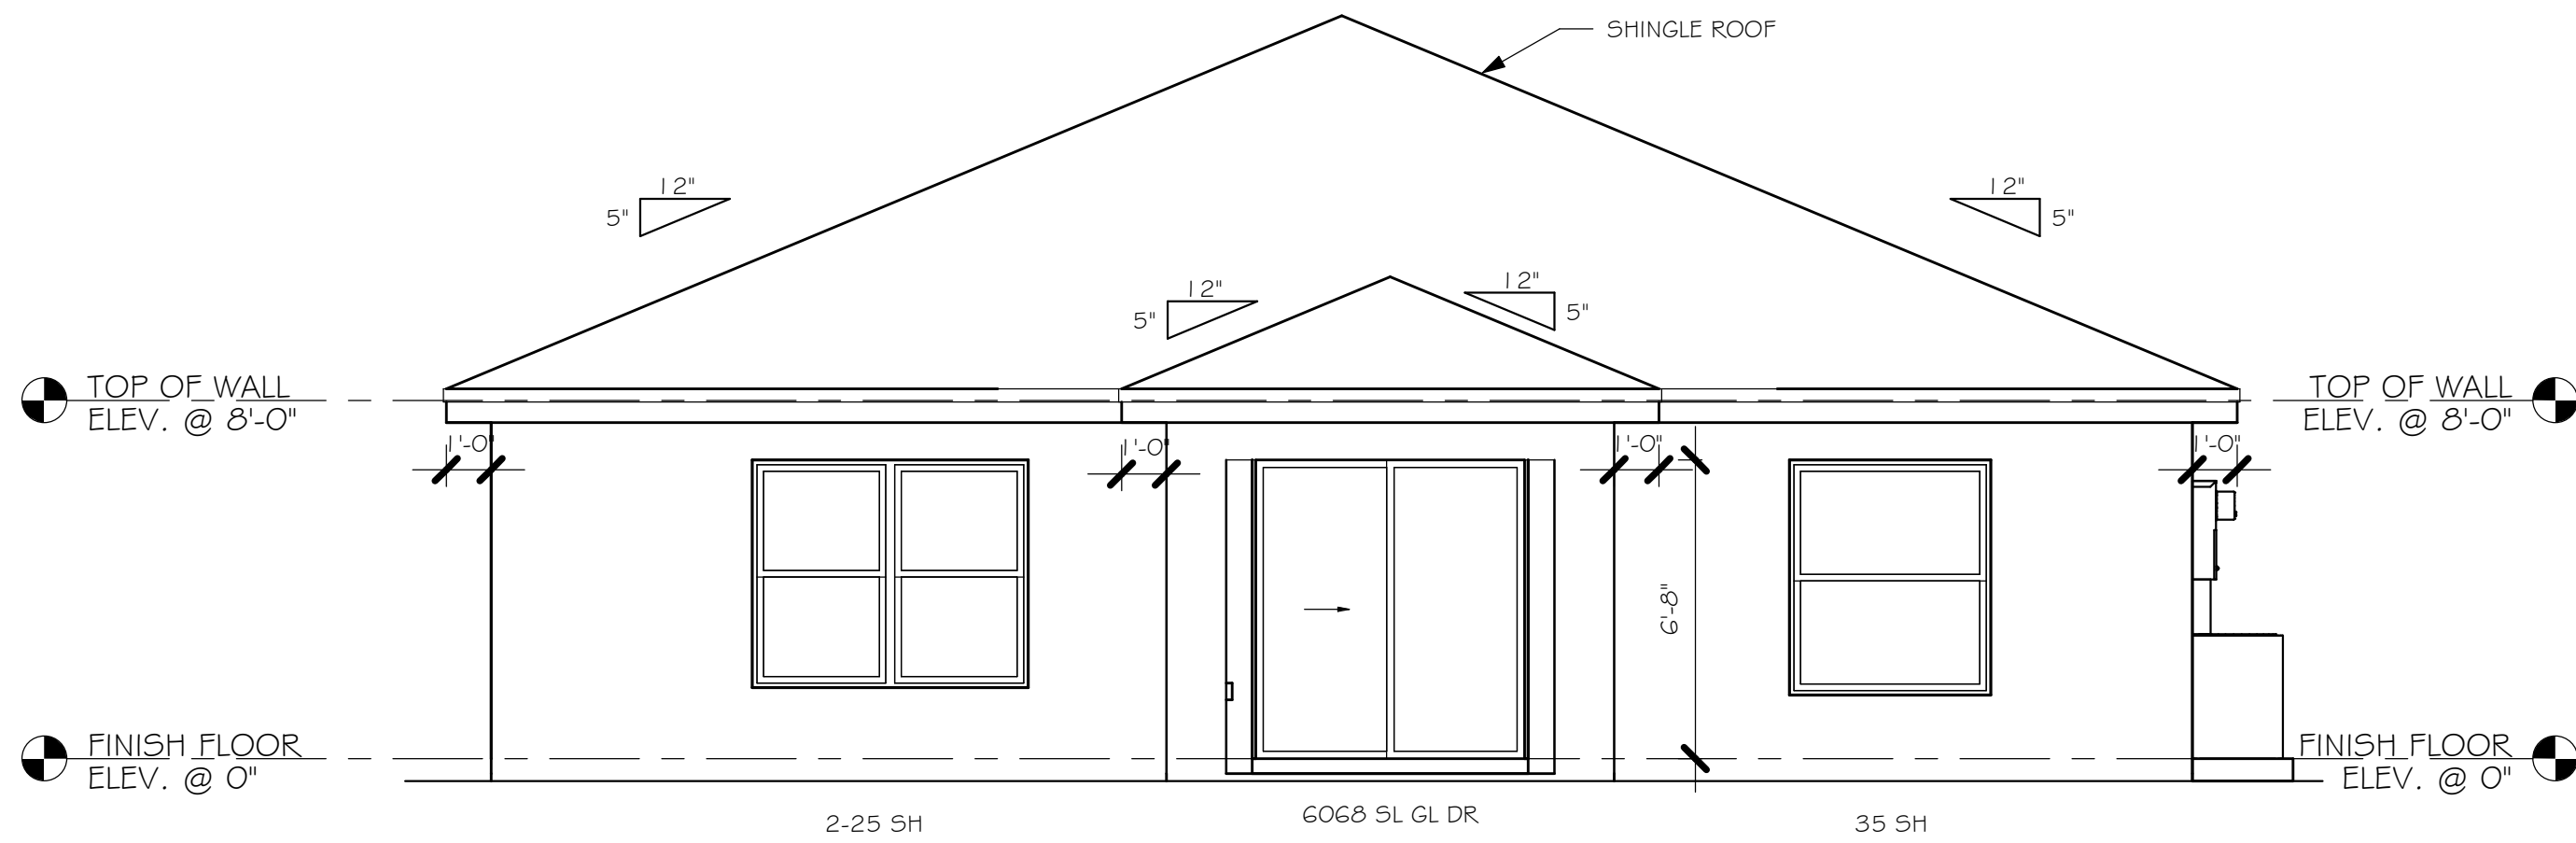 SHINGLE ROOF
12"
5"
12"
5"
12"
5"
12"
5"
TOP OF WALL
ELEV. @ 8'-0"
TOP OF WALL
ELEV. @ 8'-0"
1'-0"
1'-0"
1'-0"
1'-0"
6'-8"
FINISH FLOOR
ELEV. @ 0"
FINISH FLOOR
ELEV. @ 0"
2-25 SH
6068 SL GL DR
35 SH